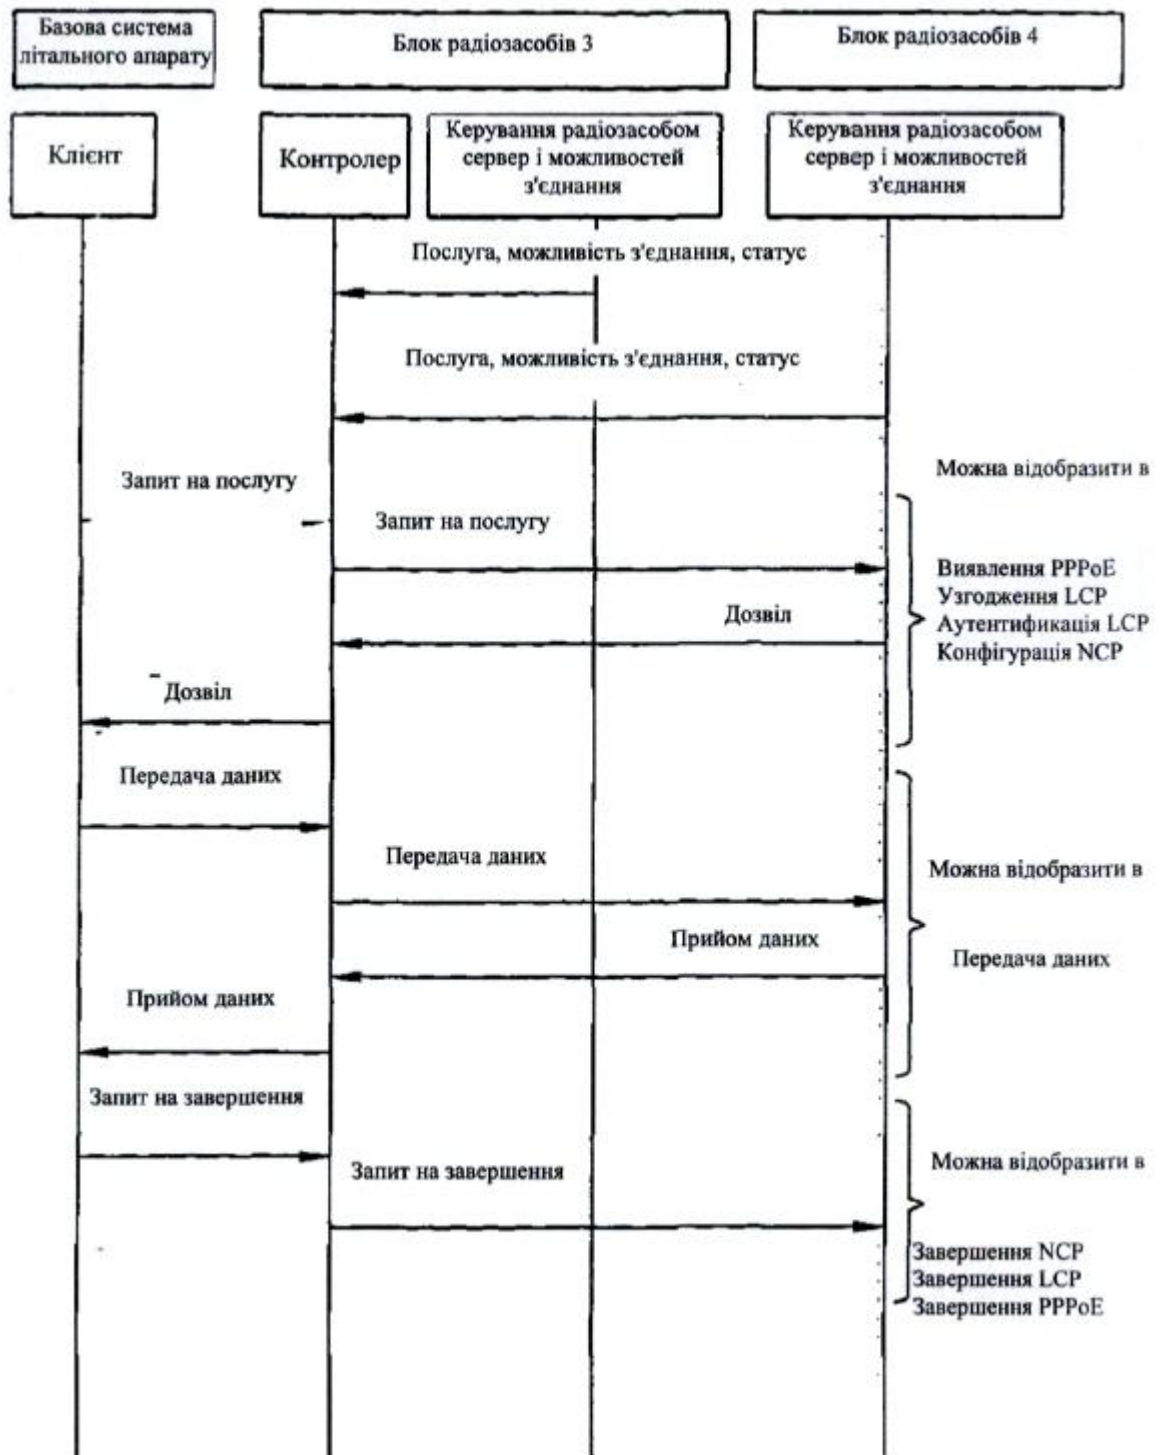 Базова система
літального апарату
Блок радіозасобів 3
Блок радіозасобів 4
Клієнт
Контролер
Керування радіозасобом
сервер і можливостей
з'єднання
Керування радіозасобом
сервер і можливостей
з'єднання
Послуга, можливість з'єднання, статус
Послуга, можливість з'єднання, статус
Можна відобразити в
Запит на послугу
Запит на послугу
Виявлення PPPoE
Узгодження LCP
Аутентификація LCP
Конфігурація NCP
Дозвіл
Дозвіл
Передача даних
Передача даних
Можна відобразити в
Прийом даних
Передача даних
Прийом даних
Запит на завершення
Запит на завершення
Можна відобразити в
Завершення NCP
Завершення LCP
Завершення PPPoE